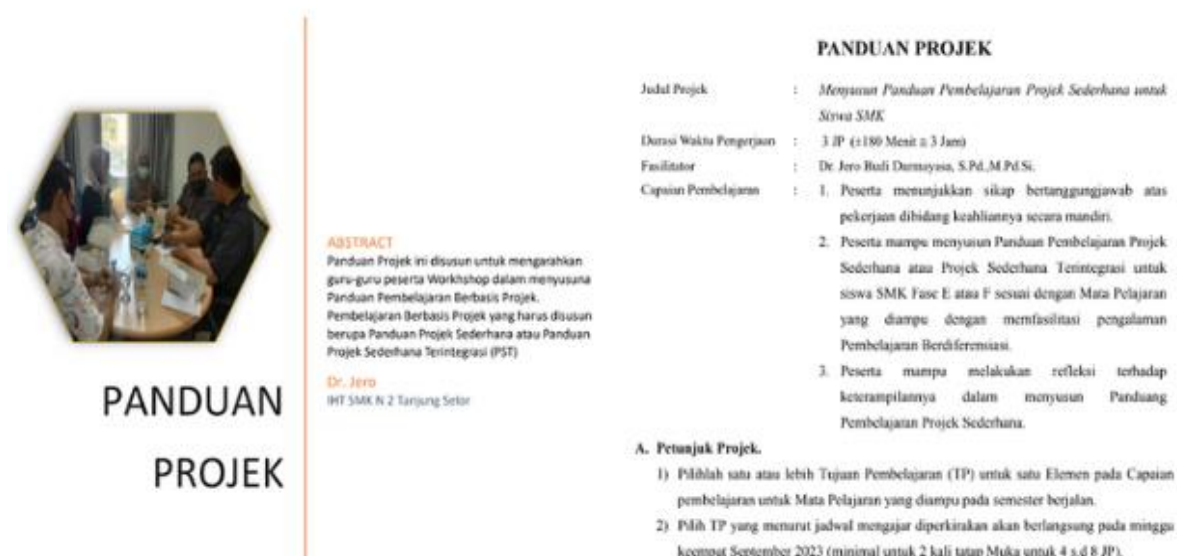 PANDUAN
PROJEK
ABSTRACT
Panduan Projek ini disusun untuk mengarahkan
guru-guru peserta Workhshop dalam menyusuna
Panduan Pembelajaran Berbasis Projek.
Pembelajaran Berbasis Projek yang harus disusun
berupa Panduan Projek Sederhana atau Panduan
Projek Sederhana Terintegrasi (PST)
Dr. Jero
IHT SMK N 2 Tanjung Selor
PANDUAN PROJEK
Judul Projek : Menyusun Panduan Pembelajaran Projek Sederhana untuk
Siswa SMK
Durasi Waktu Pengerjaan : 3 JP (±180 Menit ≅ 3 Jam)
Fasilitator : Dr. Jero Budi Darmayasa, S.Pd.,M.Pd.Si.
Capaian Pembelajaran : 1. Peserta menunjakkan sikap bertanggungjawab atas
pekerjaan dibidang keahliannya secara mandiri.
2. Peserta mampu menyusun Panduan Pembelajaran Projek
Sederhana atau Projek Sederhana Terintegrasi untuk
siswa SMK Fase E atau F sesuai dengan Mata Pelajaran
yang diampu dengan memfasilitasi pengalaman
Pembelajaran Berdiferensiasi.
3. Peserta mampu melakukan refleksi terhadap
keterampilannya dalam menyusun Panduang
Pembelajaran Projek Sederhana.
A. Petunjuk Projek.
1) Pilihlah satu atau lebih Tujuan Pembelajaran (TP) untuk satu Elemen pada Capaian
pembelajaran untuk Mata Pelajaran yang diampu pada semester berjalan.
2) Pilih TP yang menurut jadwal mengajar diperkirakan akan berlangsung pada minggu
keempat September 2023 (minimal untuk 2 kali tatap Muka untuk 4 s.d 8 JP).